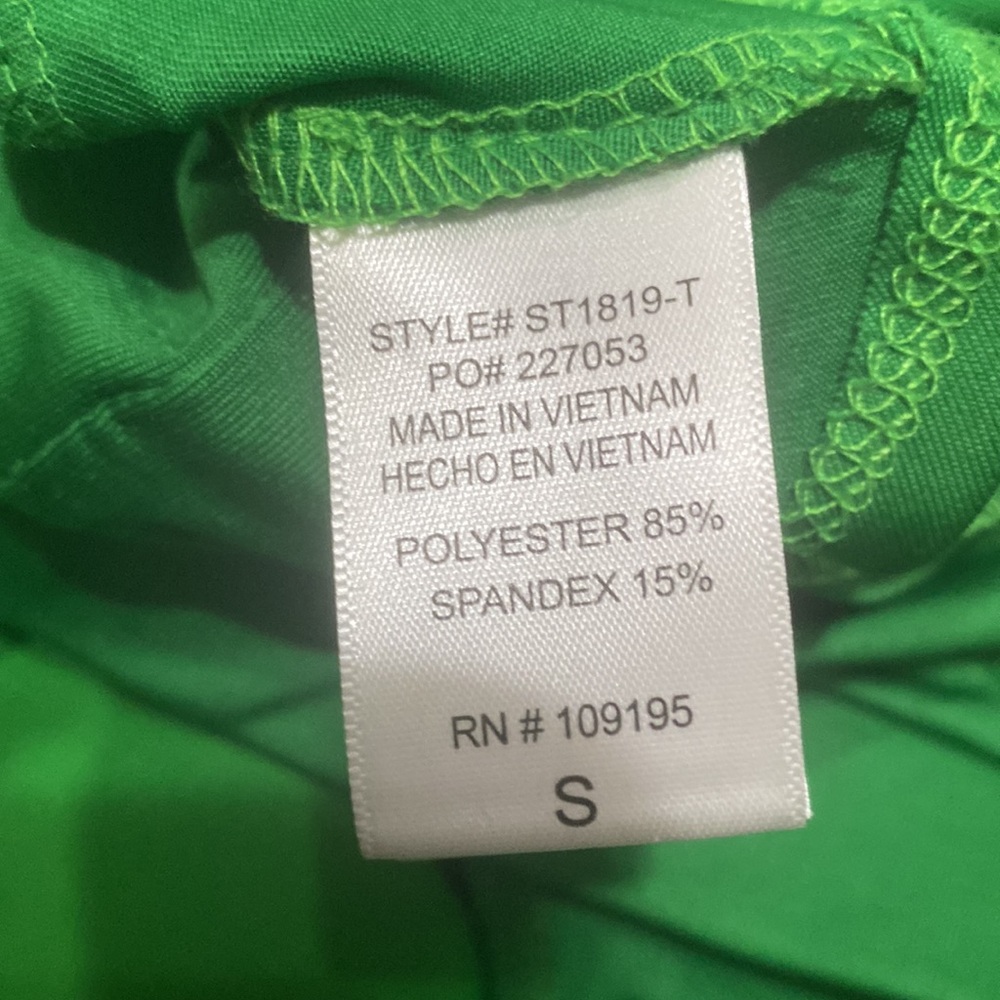 STYLE# ST1819-T
PO# 227053
MADE IN VIETNAM
HECHO EN VIETNAM
POLYESTER 85%
SPANDEX 15%
RN # 109195
S